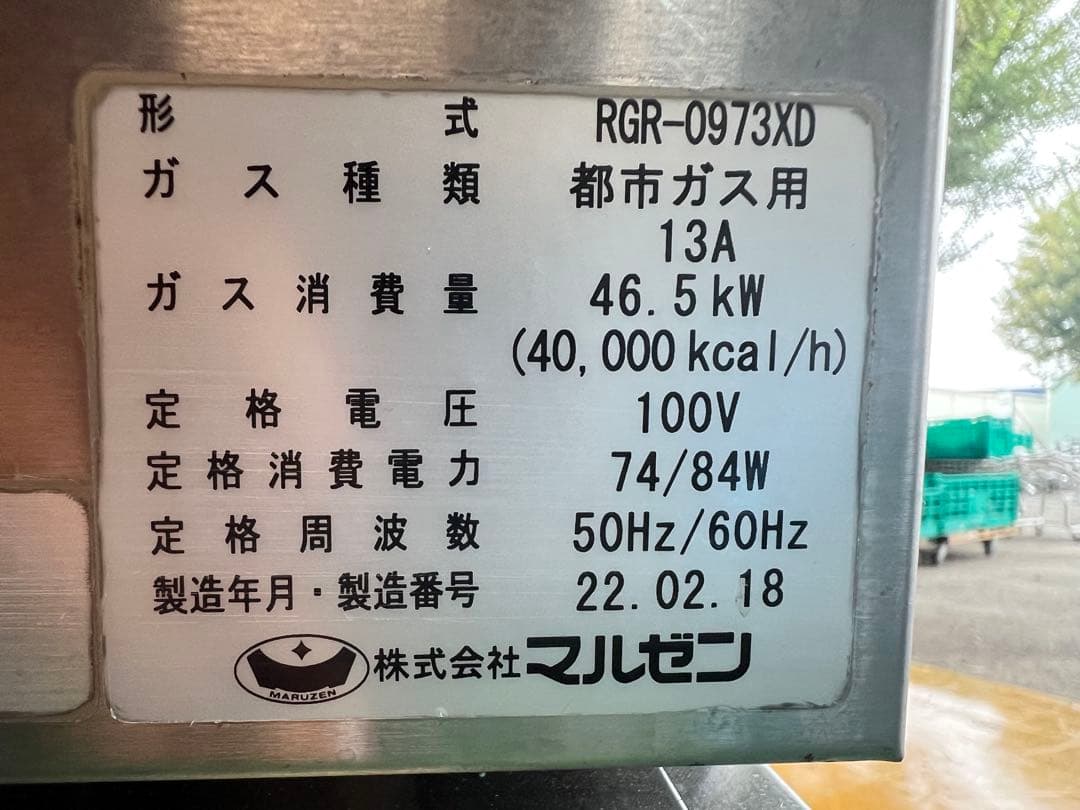 形式 RGR-0973XD
ガス種類 都市ガス用
13A
ガス消費量 46.5kW
(40,000kcal/h)
定格電圧 100V
定格消費電力 74/84W
定格周波数 50Hz/60Hz
製造年月・製造番号 22.02.18
MARUZEN 株式会社マルゼン